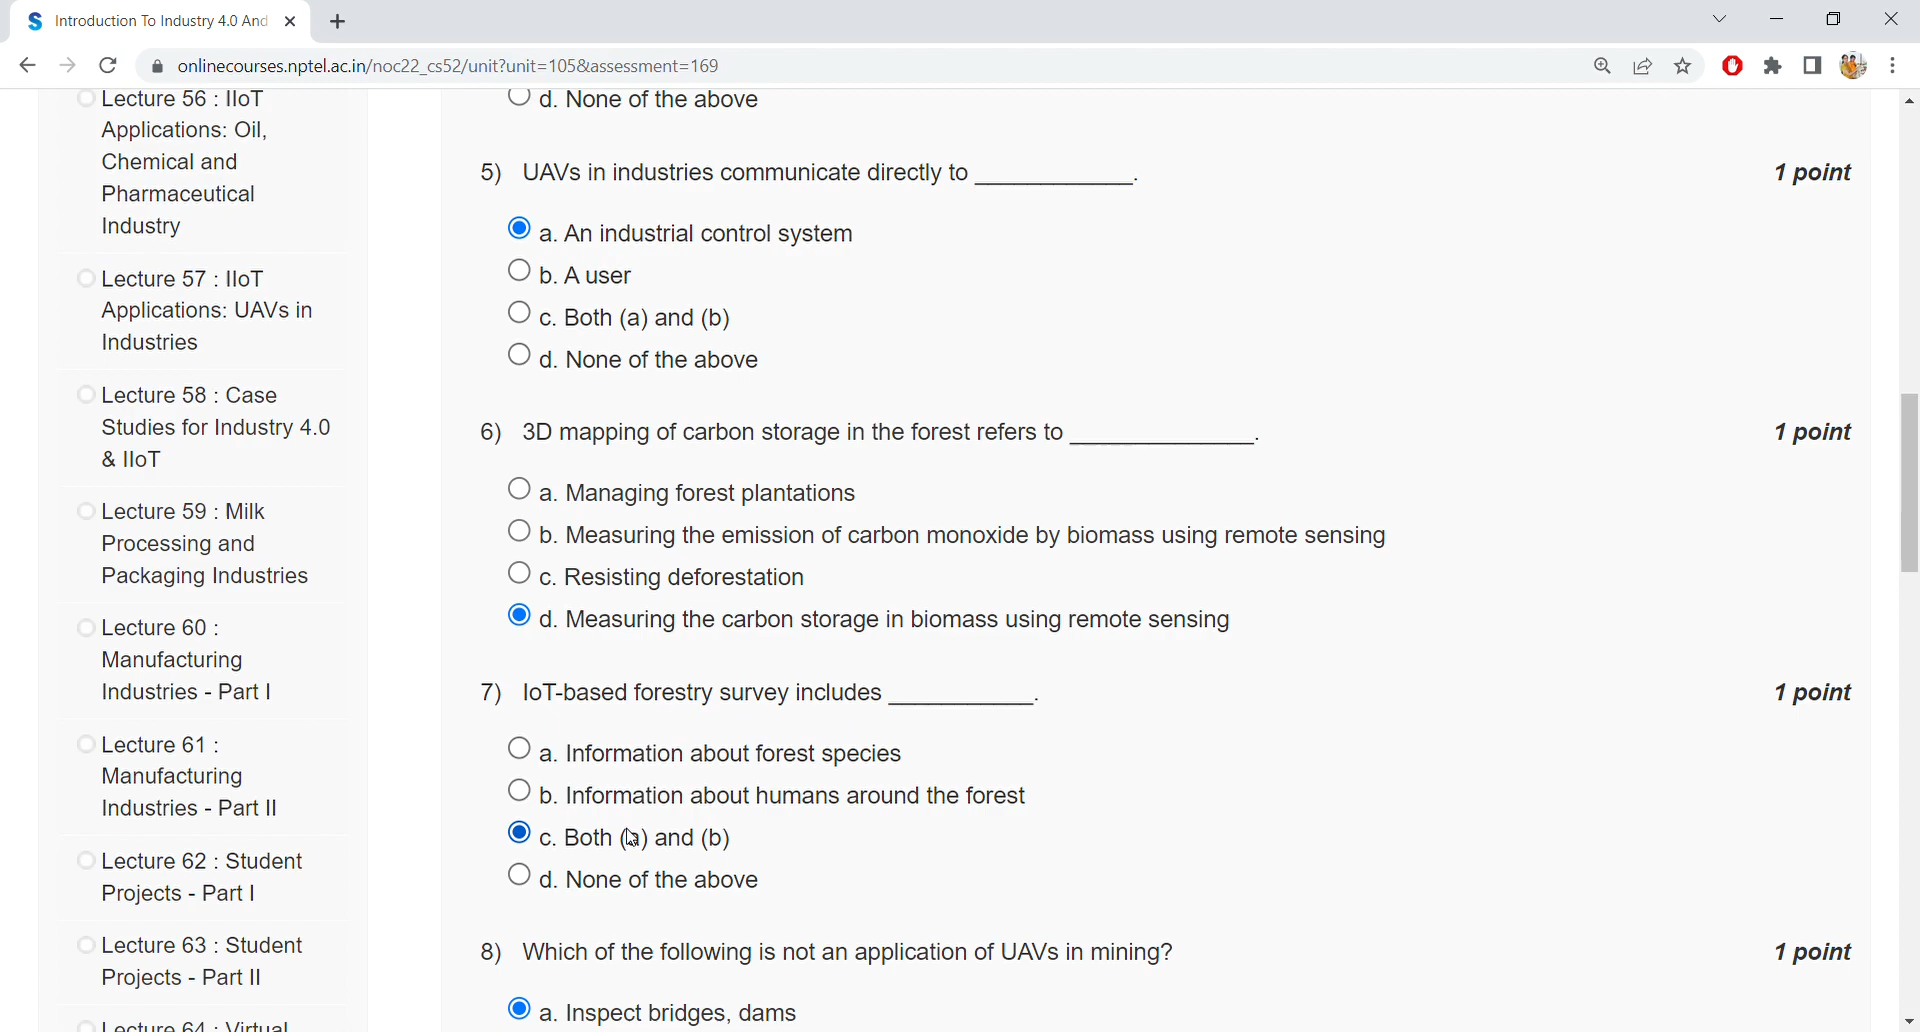 Introduction To Industry 4.0 And
onlinecourses.nptel.ac.in/noc22_cs52/unit?unit=105&assessment=169
Lecture 56 : IIoT
Applications: Oil,
Chemical and
Pharmaceutical
Industry
Lecture 57 : IIoT
Applications: UAVs in
Industries
Lecture 58 : Case
Studies for Industry 4.0
& IIoT
Lecture 59 : Milk
Processing and
Packaging Industries
Lecture 60 :
Manufacturing
Industries - Part I
Lecture 61 :
Manufacturing
Industries - Part II
Lecture 62 : Student
Projects - Part I
Lecture 63 : Student
Projects - Part II
Lecture 64 : Virtual
d. None of the above
5) UAVs in industries communicate directly to ____________. 1 point
a. An industrial control system
b. A user
c. Both (a) and (b)
d. None of the above
6) 3D mapping of carbon storage in the forest refers to ______________. 1 point
a. Managing forest plantations
b. Measuring the emission of carbon monoxide by biomass using remote sensing
c. Resisting deforestation
d. Measuring the carbon storage in biomass using remote sensing
7) IoT-based forestry survey includes ___________. 1 point
a. Information about forest species
b. Information about humans around the forest
c. Both (a) and (b)
d. None of the above
8) Which of the following is not an application of UAVs in mining? 1 point
a. Inspect bridges, dams